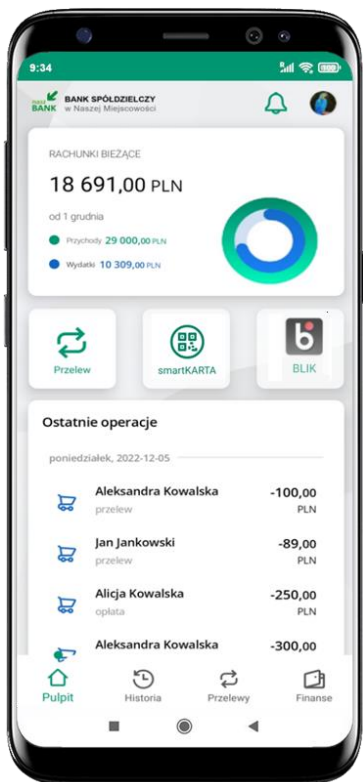 9:34
100
nasz BANK BANK SPÓŁDZIELCZY
w Naszej Miejscowości
RACHUNKI BIEŻĄCE
18 691,00 PLN
od 1 grudnia
Przychody 29 000,00 PLN
Wydatki 10 309,00 PLN
Przelew
smartKARTA
BLIK
Ostatnie operacje
poniedziałek, 2022-12-05
Aleksandra Kowalska -100,00
przelew PLN
Jan Jankowski -89,00
przelew PLN
Alicja Kowalska -250,00
opłata PLN
Aleksandra Kowalska -300,00
Pulpit Historia Przelewy Finanse